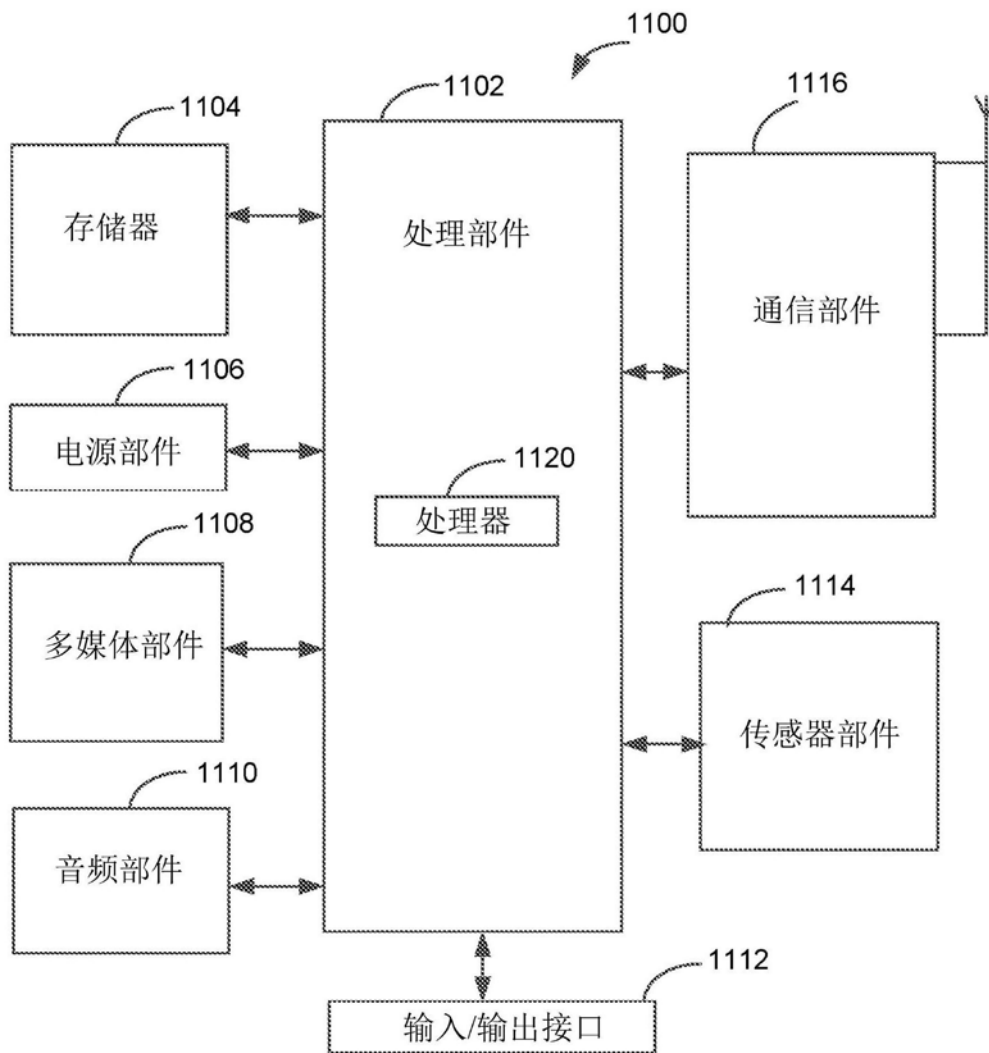 1100
1102
1116
1104
存储器
处理部件
通信部件
1106
电源部件
1120
处理器
1108
多媒体部件
1114
传感器部件
1110
音频部件
1112
输入/输出接口